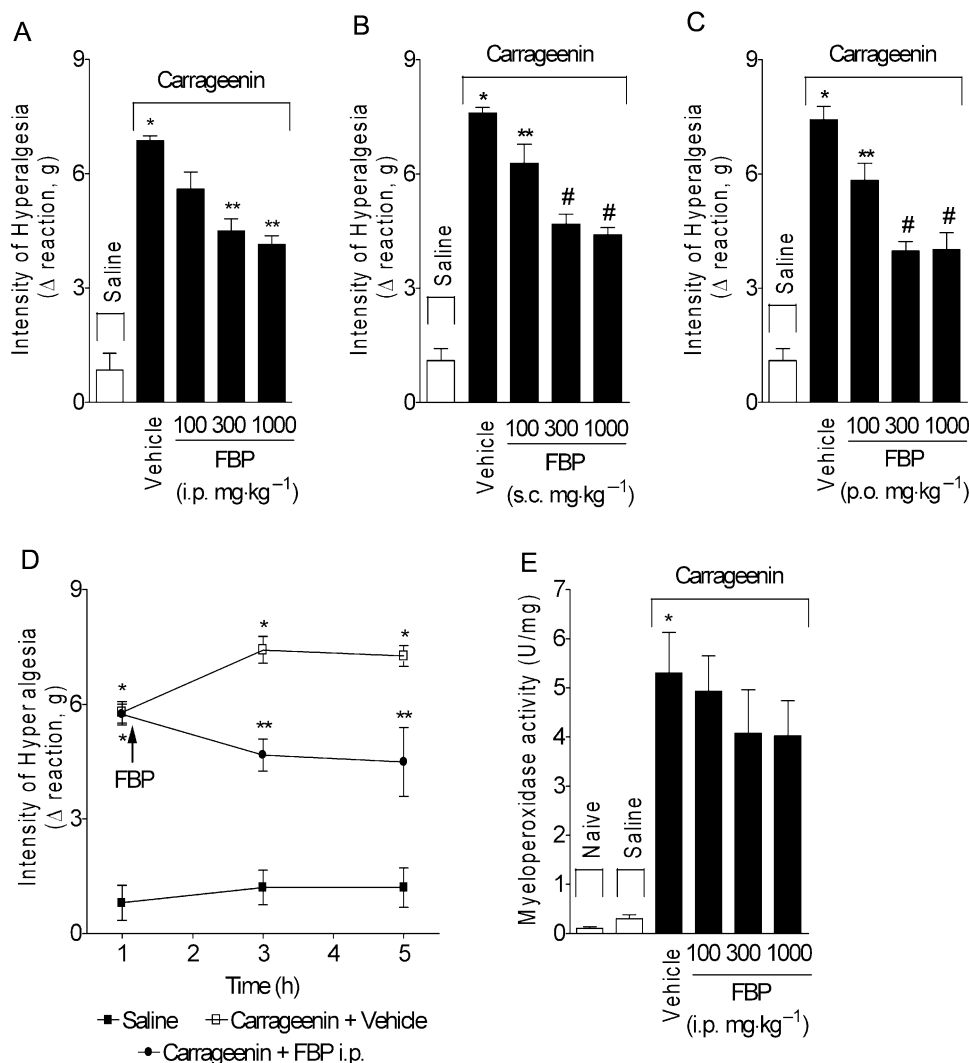 A
Intensity of Hyperalgesia
(Δ reaction, g)
9
6
3
0
Carrageenin
*
**
**
Saline
Vehicle
100 300 1000
FBP
(i.p. mg·kg⁻¹)
B
Intensity of Hyperalgesia
(Δ reaction, g)
9
6
3
0
Carrageenin
*
**
#
#
Saline
Vehicle
100 300 1000
FBP
(s.c. mg·kg⁻¹)
C
Intensity of Hyperalgesia
(Δ reaction, g)
9
6
3
0
Carrageenin
*
**
#
#
Saline
Vehicle
100 300 1000
FBP
(p.o. mg·kg⁻¹)
D
Intensity of Hyper algesia
(Δ reaction, g)
9
6
3
0
*
*
*
*
**
**
FBP
1 2 3 4 5
Time (h)
Saline
Carrageenin + Vehicle
Carrageenin + FBP i.p.
E
Myeloperoxidase activity (U/mg)
7
6
5
4
3
2
1
0
Carrageenin
*
Naive
Saline
Vehicle
100 300 1000
FBP
(i.p. mg·kg⁻¹)